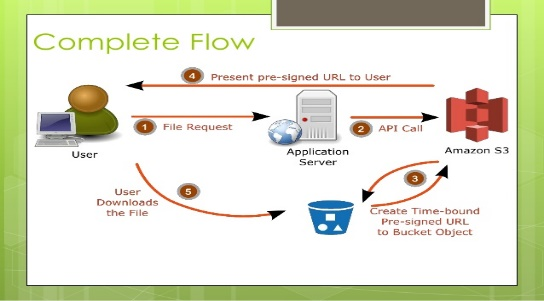 Complete Flow
4 Present pre-signed URL to User
1 File Request
2 API Call
User
Application
Server
Amazon S3
3
Create Time-bound
Pre-signed URL
to Bucket Object
5
User
Downloads
the File